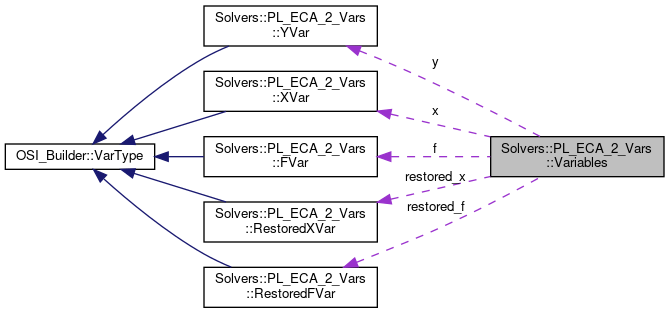 Solvers::PL_ECA_2_Vars
::YVar
y
Solvers::PL_ECA_2_Vars
::XVar
x
OSI_Builder::VarType
Solvers::PL_ECA_2_Vars
::FVar
f
Solvers::PL_ECA_2_Vars
::Variables
restored_x
Solvers::PL_ECA_2_Vars
::RestoredXVar
restored_f
Solvers::PL_ECA_2_Vars
::RestoredFVar